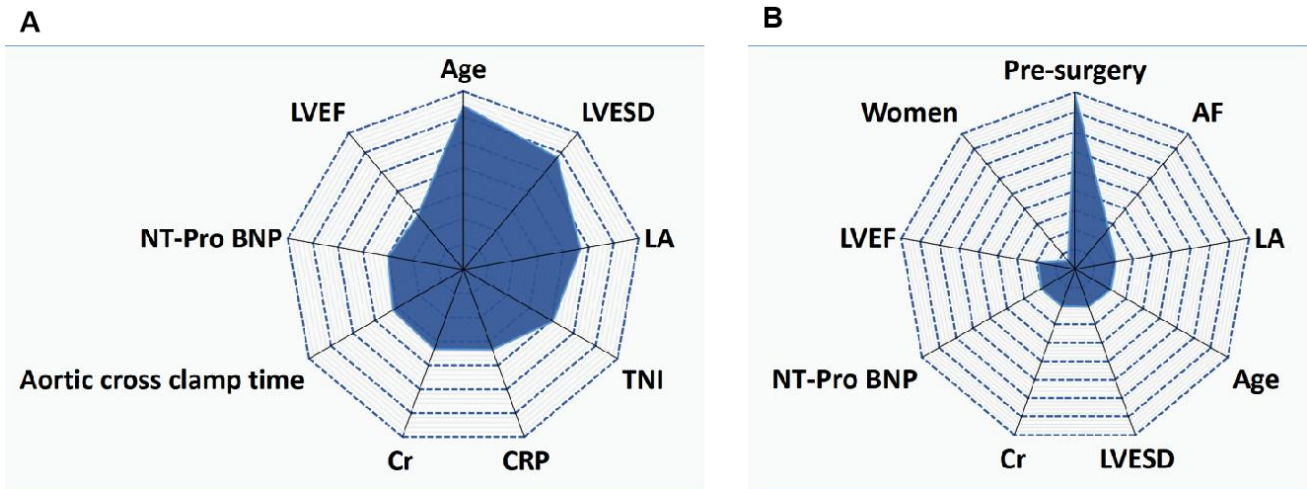 A
Age
LVEF
LVESD
NT-Pro BNP
LA
Aortic cross clamp time
TNI
Cr
CRP
B
Pre-surgery
Women
AF
LVEF
LA
NT-Pro BNP
Age
Cr
LVESD